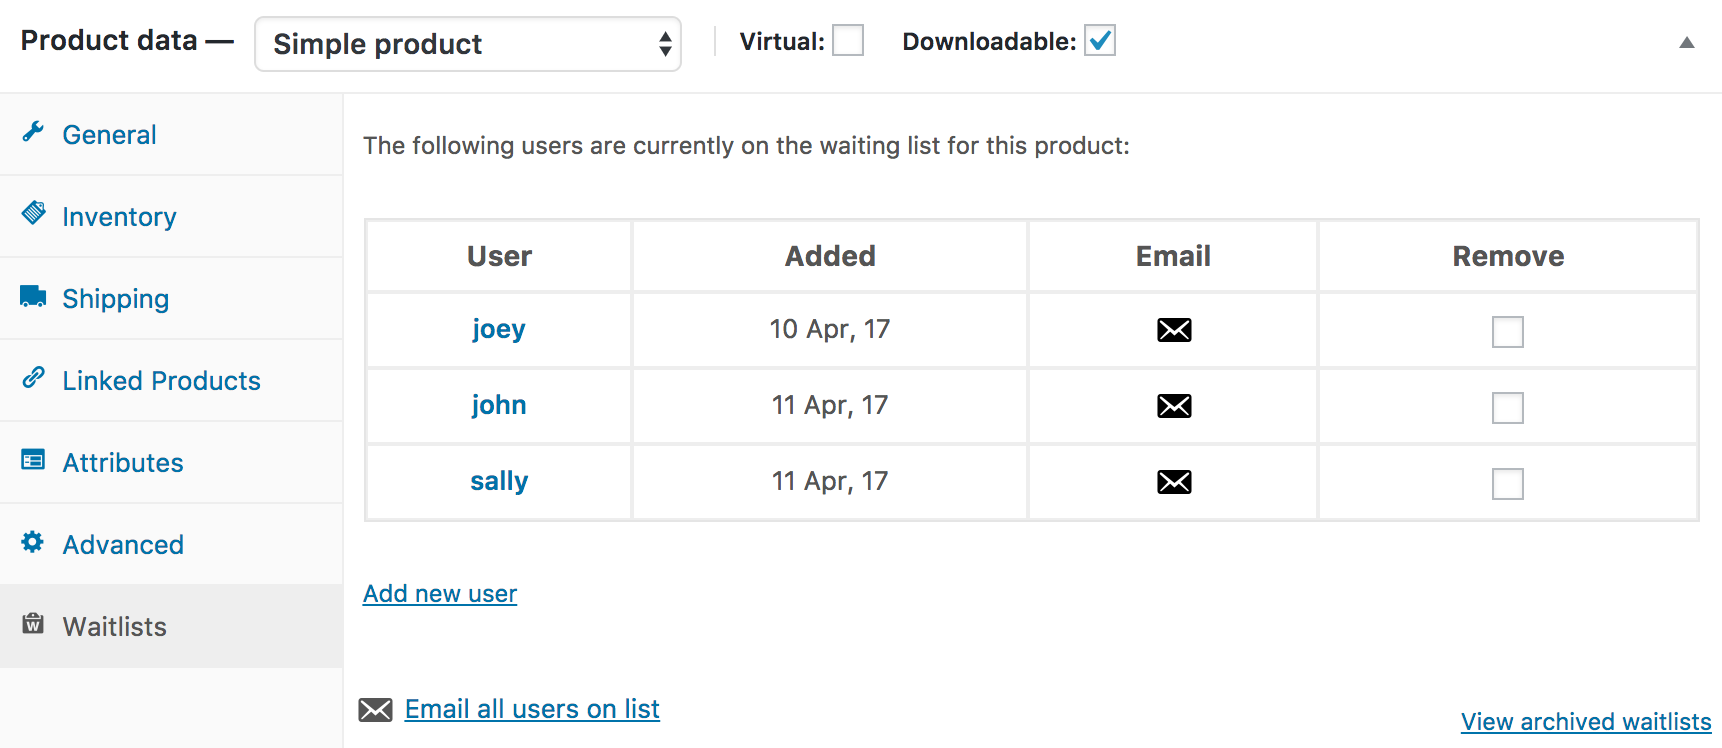 Product data — Simple product Virtual: Downloadable:
General
The following users are currently on the waiting list for this product:
Inventory
User Added Email Remove
Shipping
joey 10 Apr, 17
Linked Products
john 11 Apr, 17
Attributes
sally 11 Apr, 17
Advanced
Add new user
W Waitlists
Email all users on list
View archived waitlists